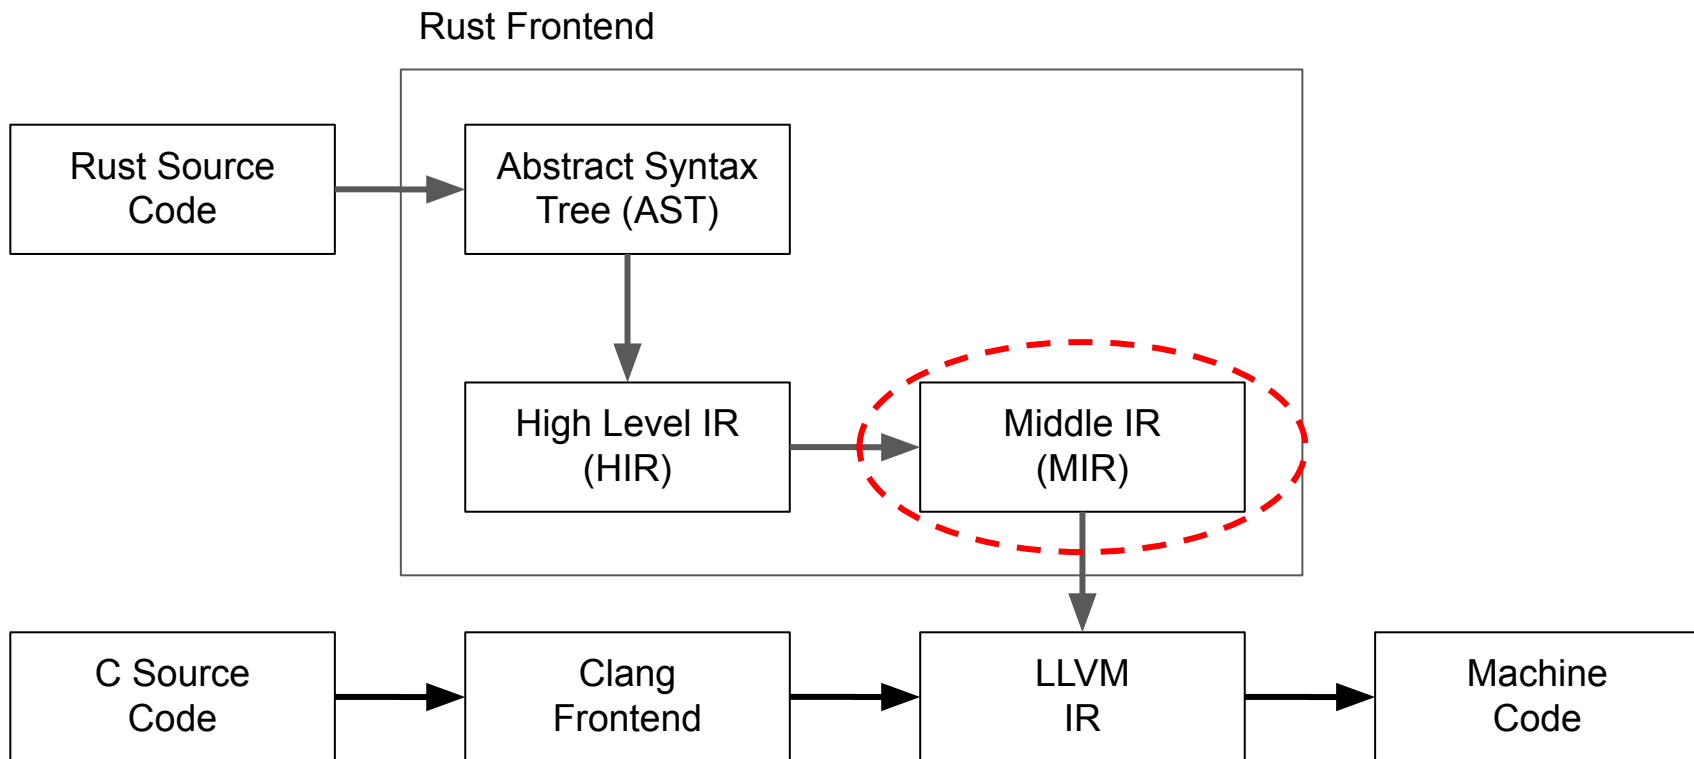 Rust Frontend
Rust Source
Code
Abstract Syntax
Tree (AST)
High Level IR
(HIR)
Middle IR
(MIR)
C Source
Code
Clang
Frontend
LLVM
IR
Machine
Code